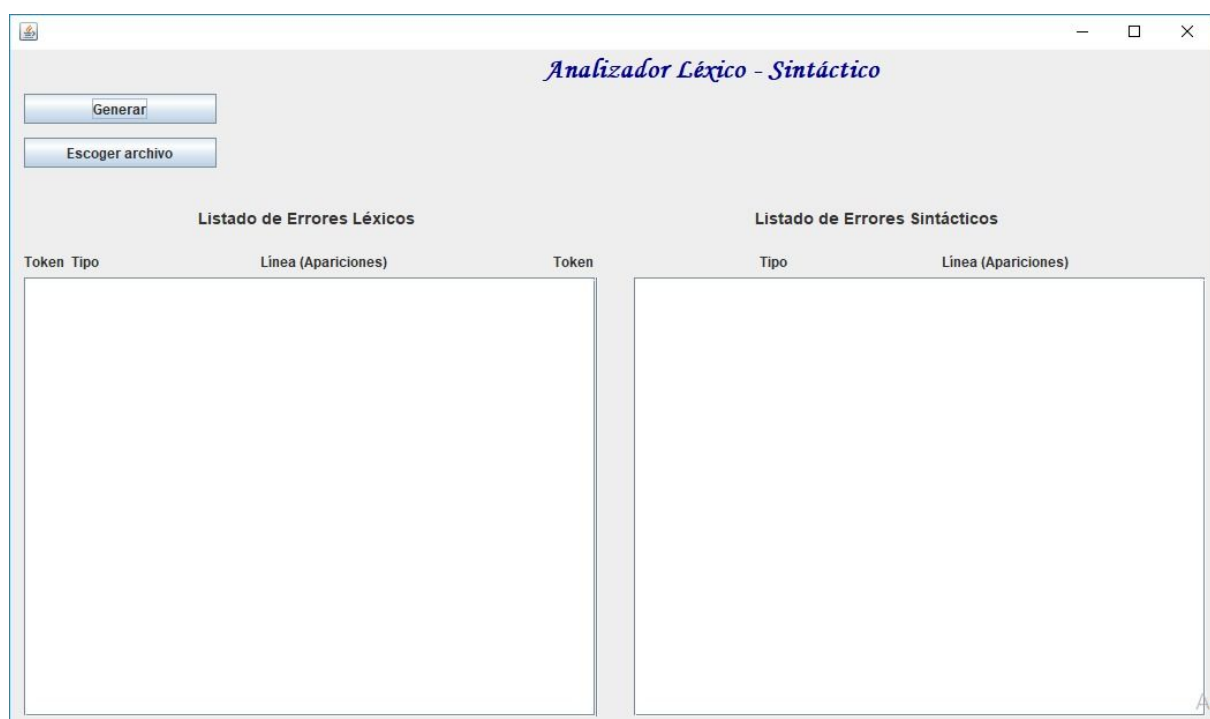 Analizador Léxico - Sintáctico
Generar
Escoger archivo
Listado de Errores Léxicos
Listado de Errores Sintácticos
Token Tipo Línea (Apariciones) Token Tipo Línea (Apariciones)
A